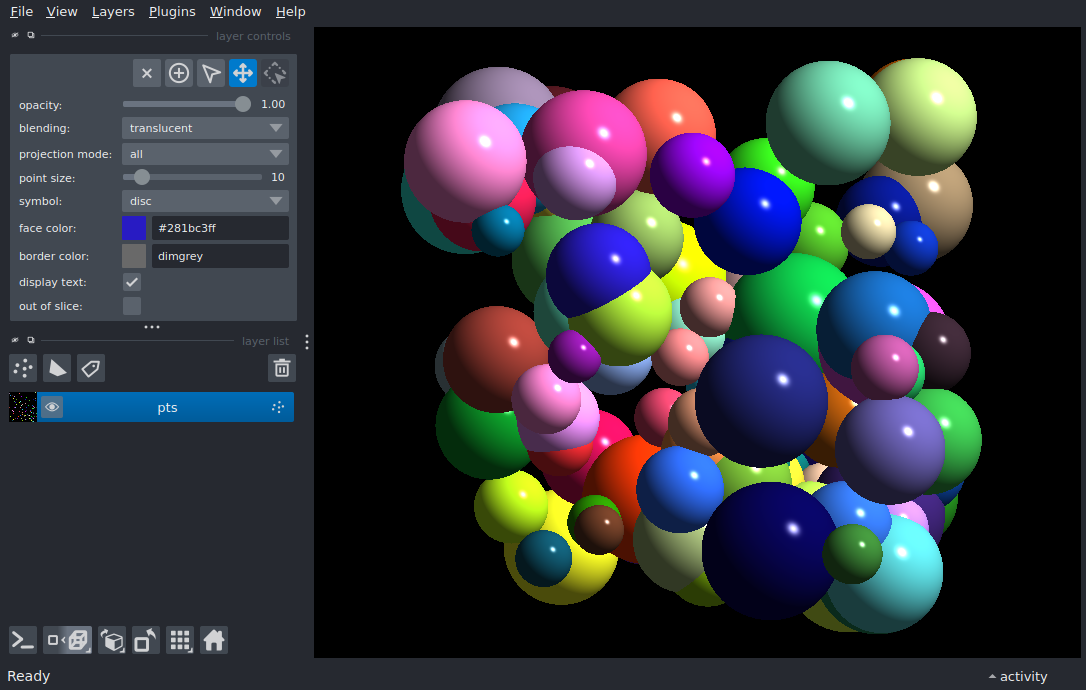 File View Layers Plugins Window Help
layer controls
opacity: 1.00
blending: translucent
projection mode: all
point size: 10
symbol: disc
face color: #281bc3ff
border color: dimgrey
display text:
out of slice:
layer list
pts
Ready
activity